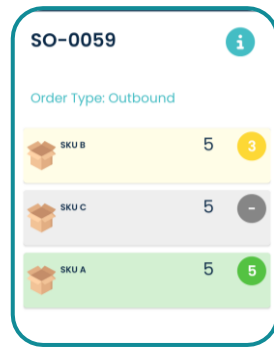 SO-0059
i
Order Type: Outbound
SKU B 5 3
SKU C 5 -
SKU A 5 5